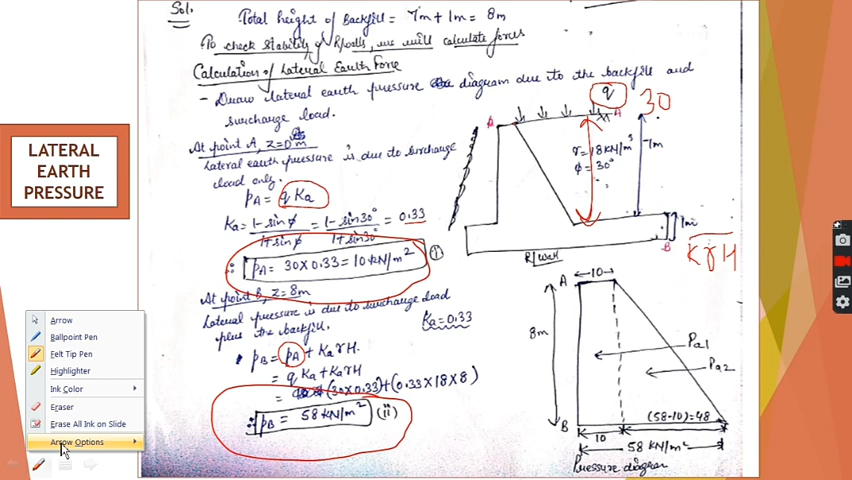 Sol.
Total height of Backfill = 7m + 1m = 8m
To check stability of R/walls, we will calculate forces
Calculation of Lateral Earth Force
- Draw lateral earth pressure diagram due to the backfill and
surcharge load.
At point A, z=0 m
Lateral earth pressure is due to surcharge
load only.
PA = q Ka
Ka = 1-sinϕ / 1+sinϕ = 1-sin30° / 1+sin30° = 0.33
∴ PA = 30×0.33 = 10 KN/m² (i)
At point B, z=8m
Lateral pressure is due to surcharge load
plus the backfill.
Ka = 0.33
PB = PA + Ka γH.
= q Ka + Ka γH
= (30×0.33)+(0.33×18×8)
∴ PB = 58 KN/m² (ii)
q
30
A
γ = 18 KN/m³
ϕ = 30°
7m
1m
B
R/Wall
KγH
10
A
8m
Pa1
Pa2
(58-10)=48
B
10
58 KN/m²
Pressure diagram
LATERAL
EARTH
PRESSURE
Arrow
Ballpoint Pen
Felt Tip Pen
Highlighter
Ink Color
Eraser
Erase All Ink on Slide
Arrow Options